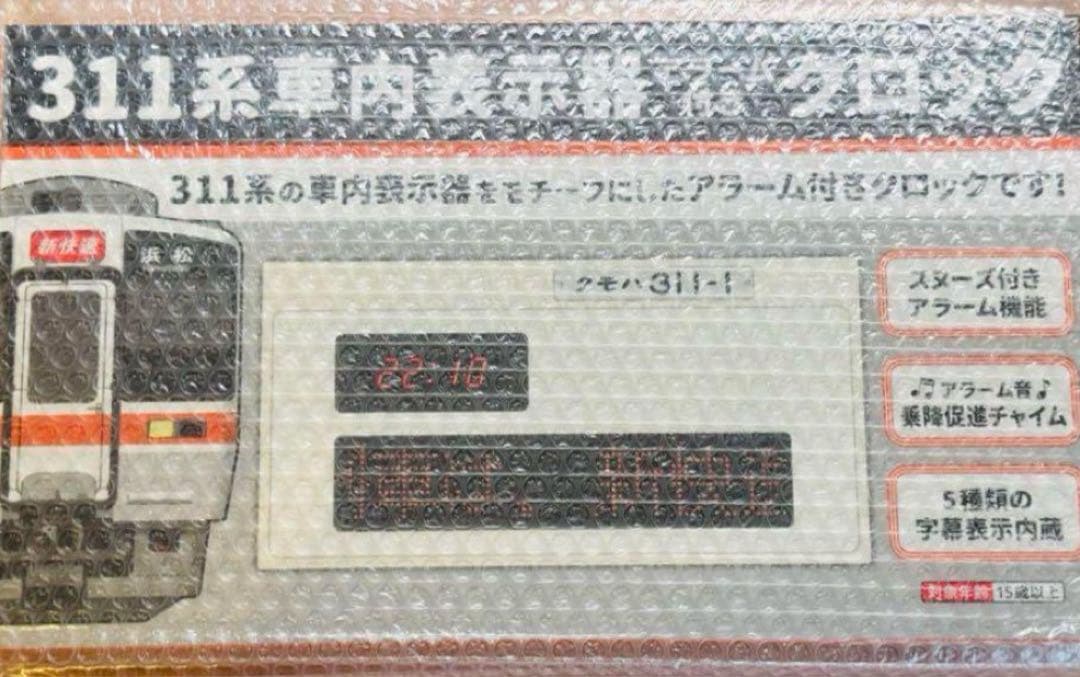 311系車内表示器
クロック
311系の車内表示器をモチーフにしたアラーム付きクロックです!
新快速
浜松
クモハ311-1
22:10
スヌーズ付き
アラーム機能
♫アラーム音♪
乗降促進チャイム
5種類の
字幕表示内蔵
対象年齢 15歳以上